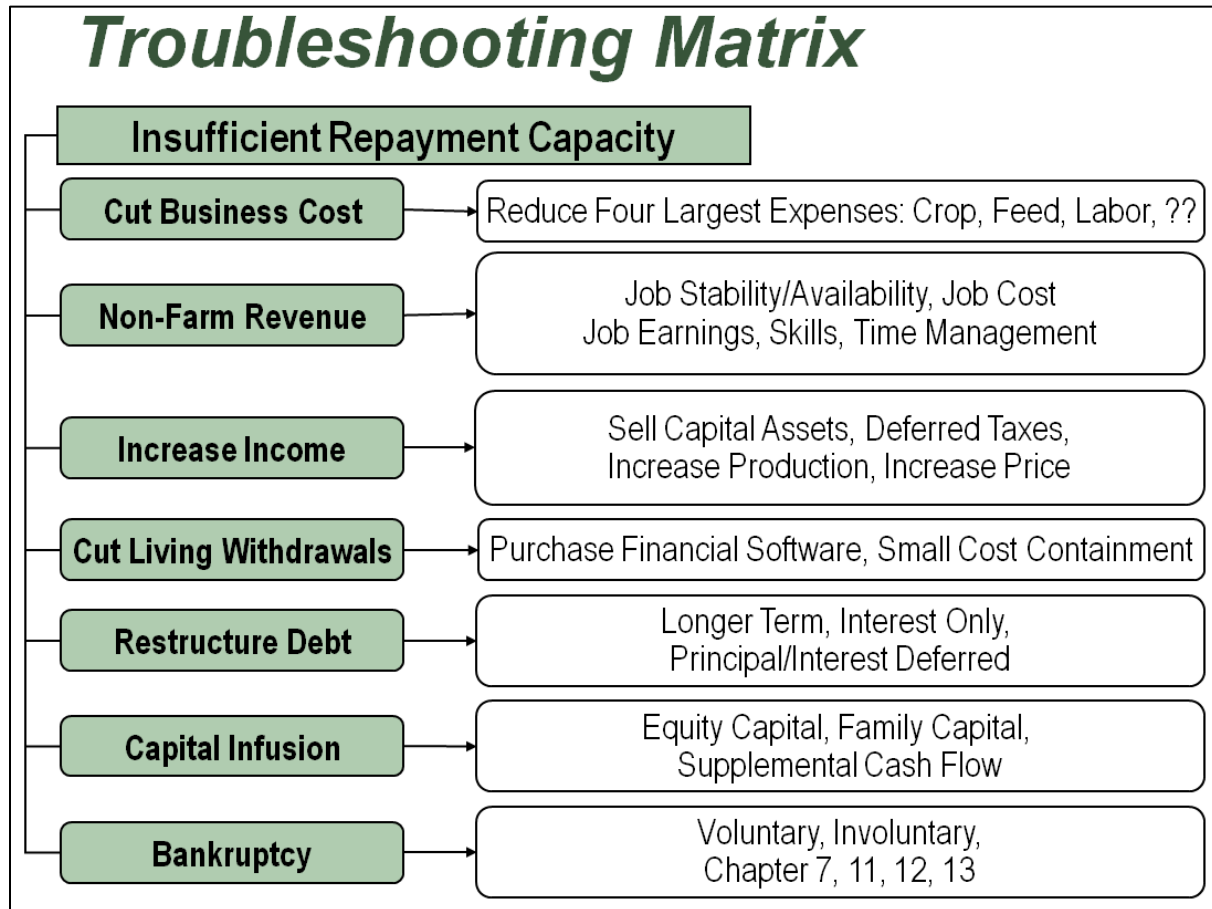 Troubleshooting Matrix
Insufficient Repayment Capacity
Cut Business Cost
Reduce Four Largest Expenses: Crop, Feed, Labor, ??
Non-Farm Revenue
Job Stability/Availability, Job Cost
Job Earnings, Skills, Time Management
Increase Income
Sell Capital Assets, Deferred Taxes,
Increase Production, Increase Price
Cut Living Withdrawals
Purchase Financial Software, Small Cost Containment
Restructure Debt
Longer Term, Interest Only,
Principal/Interest Deferred
Capital Infusion
Equity Capital, Family Capital,
Supplemental Cash Flow
Bankruptcy
Voluntary, Involuntary,
Chapter 7, 11, 12, 13